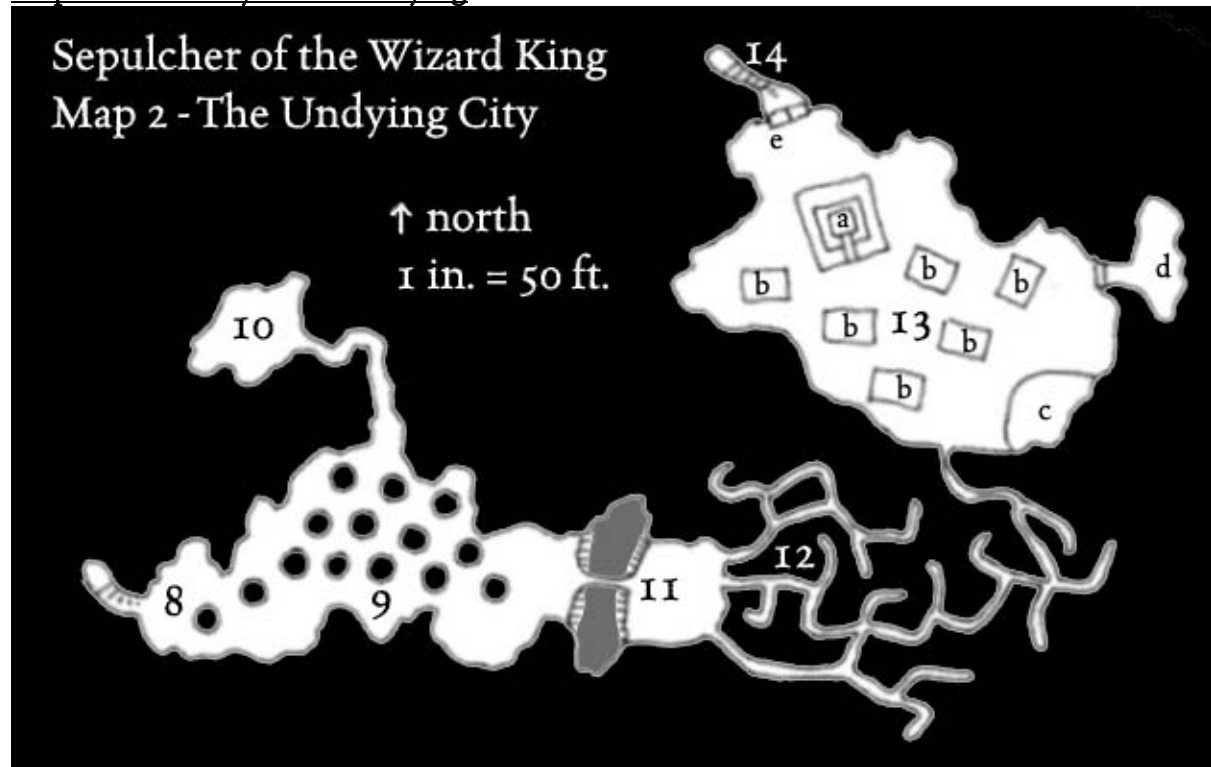 Sepulcher of the Wizard King
Map 2 - The Undying City
↑ north
1 in. = 50 ft.
14
e
a
d
b
b
b
b
13
b
b
c
10
8
9
11
12